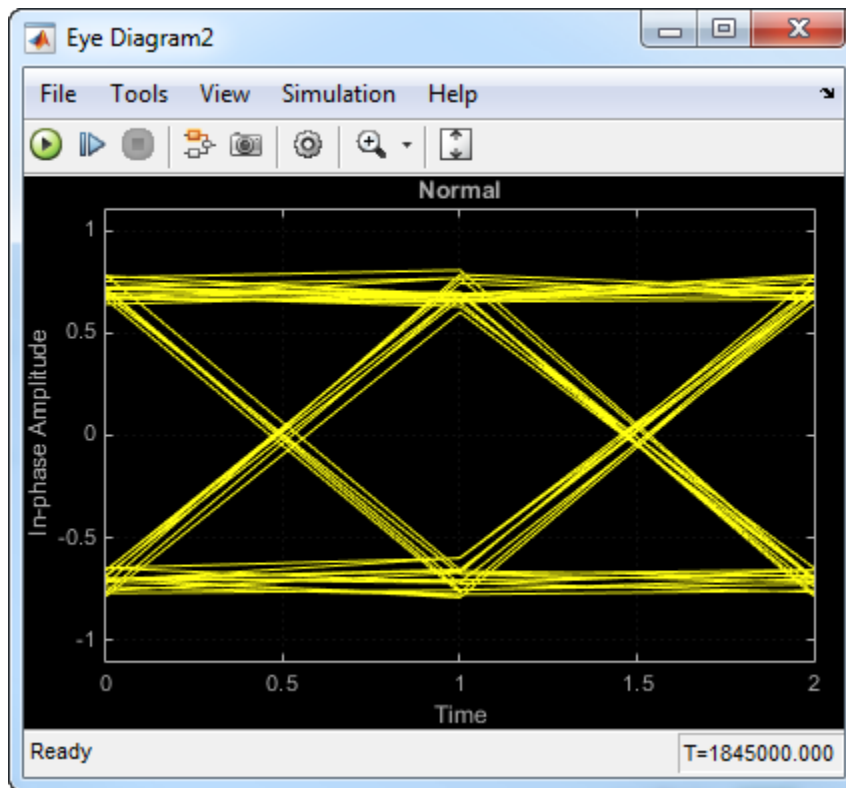 Eye Diagram2
File Tools View Simulation Help
Normal
In-phase Amplitude
1
0.5
0
-0.5
-1
0 0.5 1 1.5 2
Time
Ready T=1845000.000